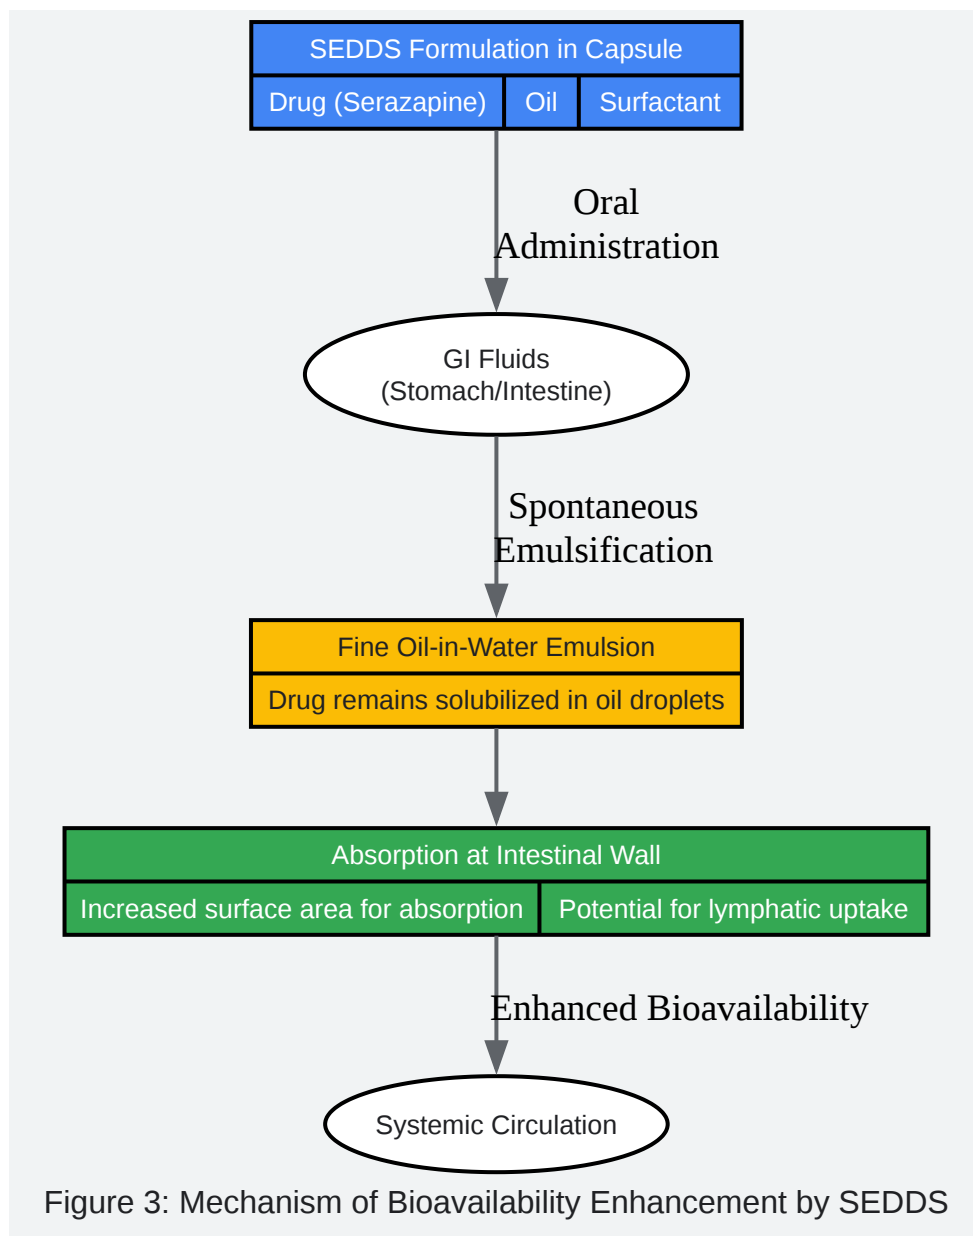 SEDDS Formulation in Capsule
Drug (Serazapine)
Oil
Surfactant
Oral
Administration
GI Fluids
(Stomach/Intestine)
Spontaneous
Emulsification
Fine Oil-in-Water Emulsion
Drug remains solubilized in oil droplets
Absorption at Intestinal Wall
Increased surface area for absorption
Potential for lymphatic uptake
Enhanced Bioavailability
Systemic Circulation
Figure 3: Mechanism of Bioavailability Enhancement by SEDDS